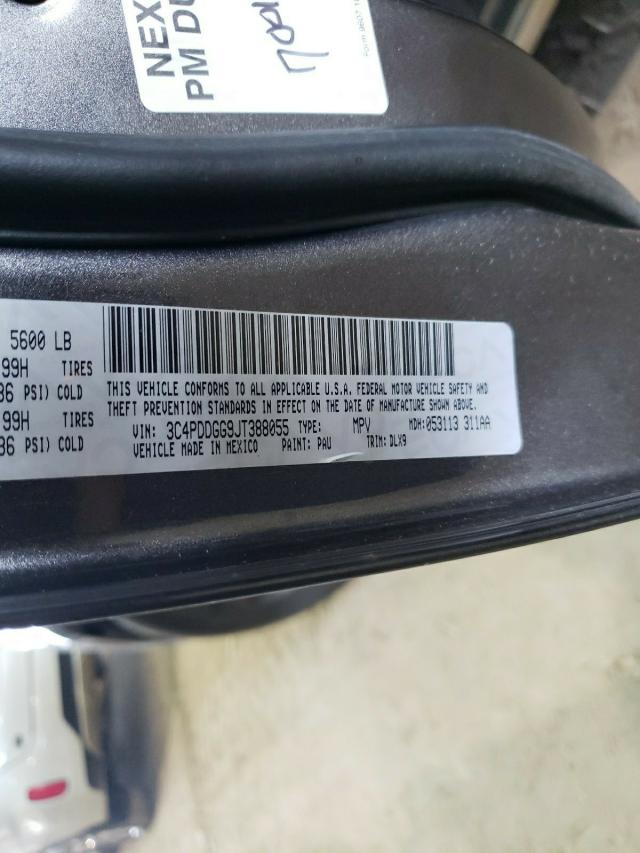 NEX
PM DU
Form 9607
5600 LB
99H TIRES
36 PSI) COLD
99H TIRES
36 PSI) COLD
THIS VEHICLE CONFORMS TO ALL APPLICABLE U.S.A. FEDERAL MOTOR VEHICLE SAFETY AND
THEFT PREVENTION STANDARDS IN EFFECT ON THE DATE OF MANUFACTURE SHOWN ABOVE.
VIN: 3C4PDDGG9JT388055 TYPE: MPV MDH:053113 311AA
VEHICLE MADE IN MEXICO PAINT: PAU TRIM: DLX9